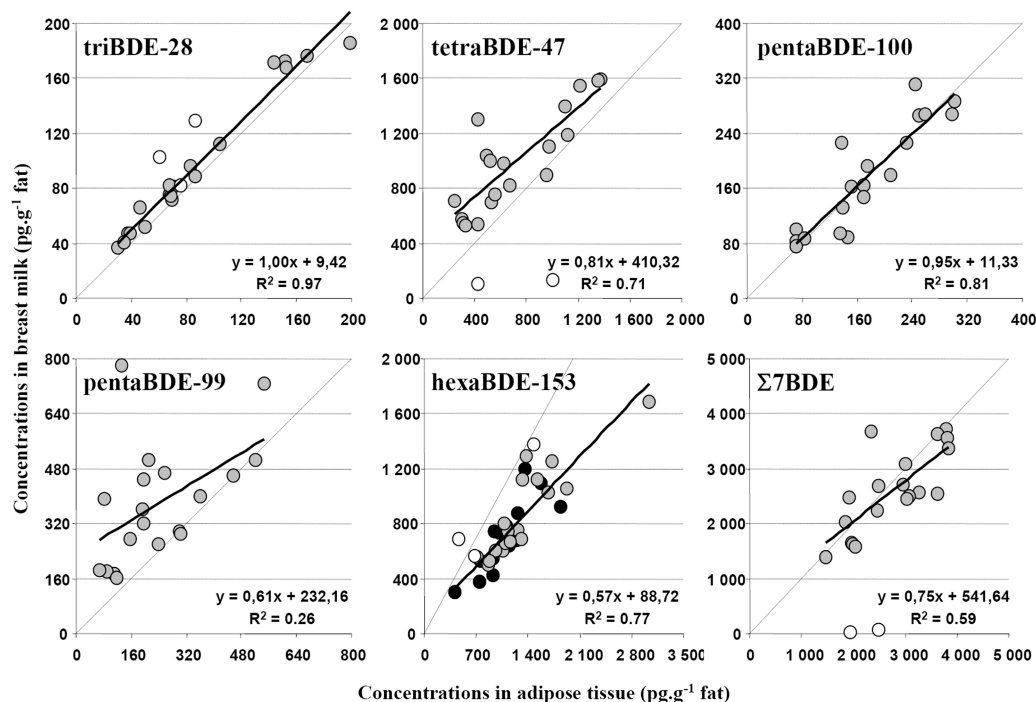 Concentrations in breast milk (pg.g⁻¹ fat)
triBDE-28
200
160
120
80
40
0
y = 1,00x + 9,42
R² = 0.97
0 40 80 120 160 200
tetraBDE-47
2 000
1 600
1 200
800
400
0
y = 0,81x + 410,32
R² = 0.71
0 400 800 1 200 1 600 2 000
pentaBDE-100
400
320
240
160
80
0
y = 0,95x + 11,33
R² = 0.81
0 80 160 240 320 400
pentaBDE-99
800
640
480
320
160
0
y = 0,61x + 232,16
R² = 0.26
0 160 320 480 640 800
hexaBDE-153
2 000
1 600
1 200
800
400
0
y = 0,57x + 88,72
R² = 0.77
0 700 1 400 2 100 2 800 3 500
Σ7BDE
5 000
4 000
3 000
2 000
1 000
0
y = 0,75x + 541,64
R² = 0.59
0 1 000 2 000 3 000 4 000 5 000
Concentrations in adipose tissue (pg.g⁻¹ fat)